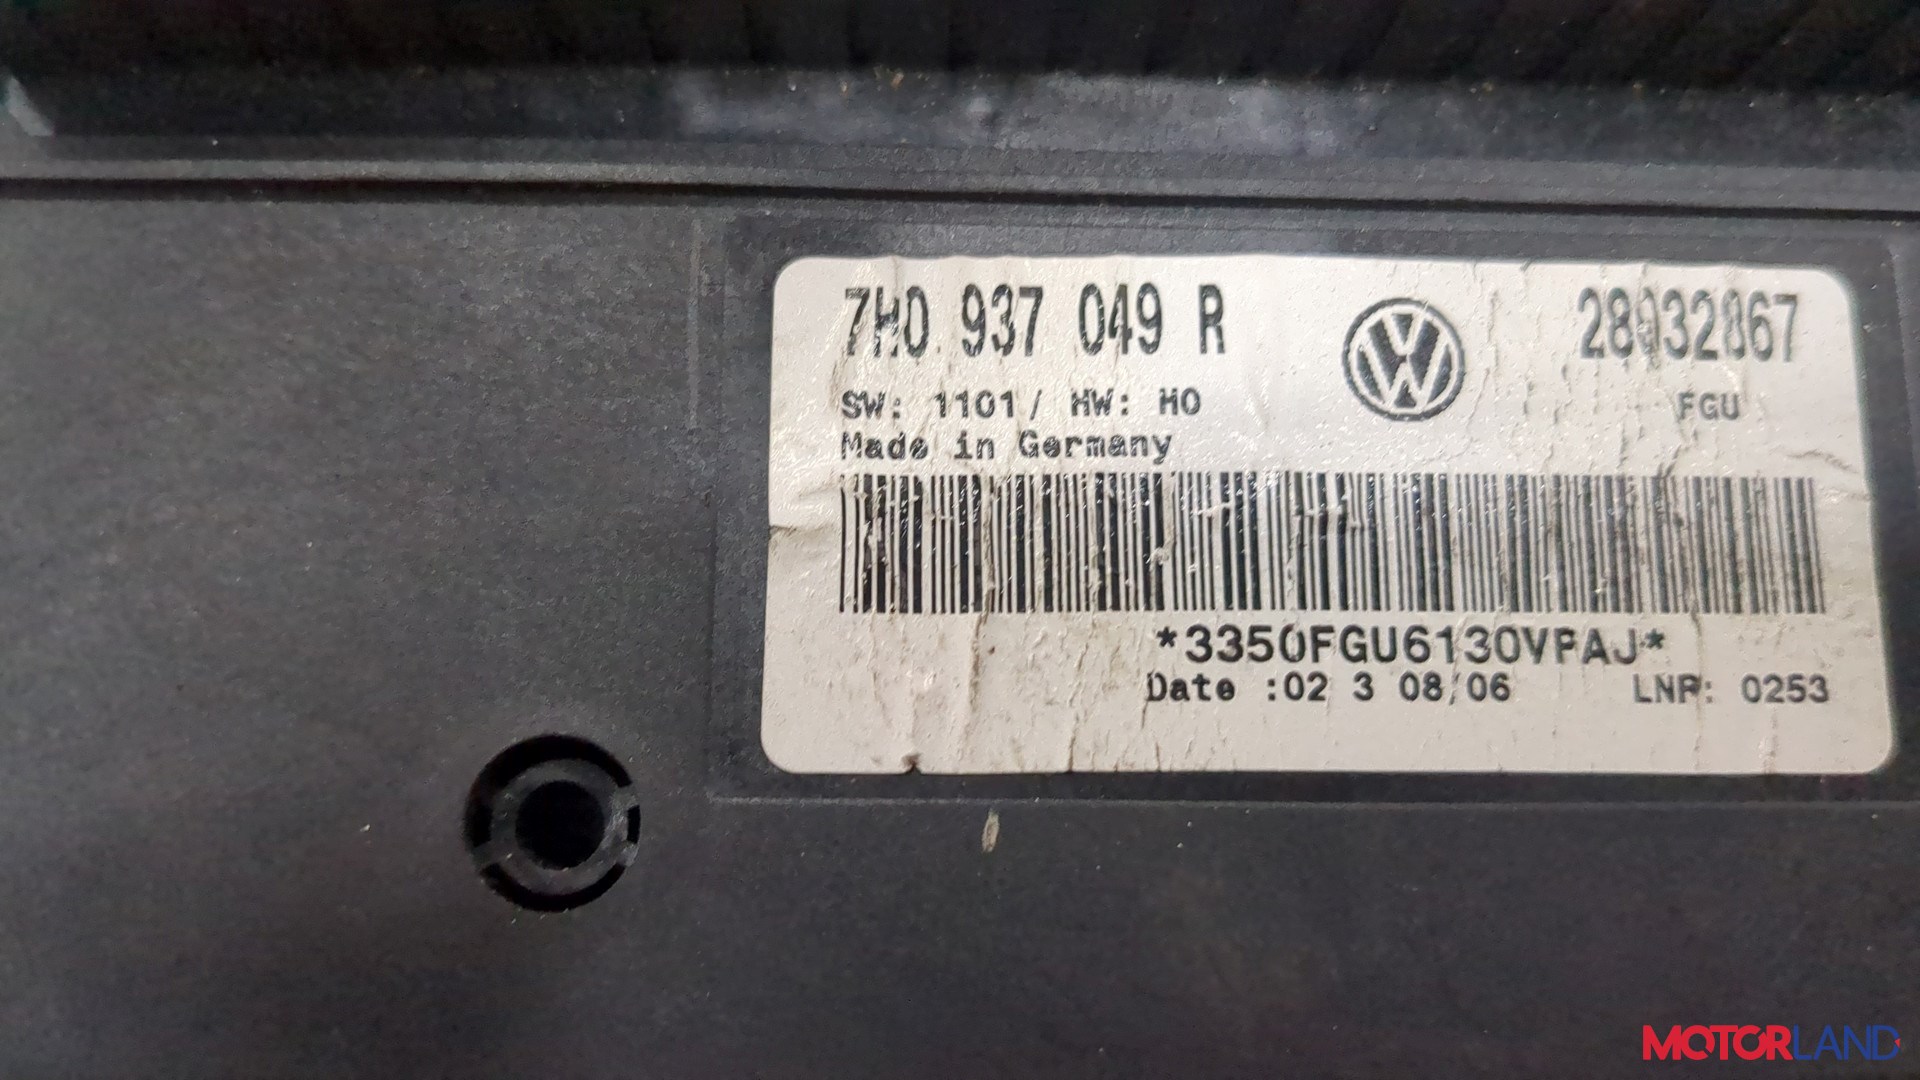 7H0 937 049 R
28032867
SW: 1101/ HW: H0
FGU
Made in Germany
*3350FGU6130VPAJ*
Date :02 3 08/06
LNR: 0253
MOTORLAND